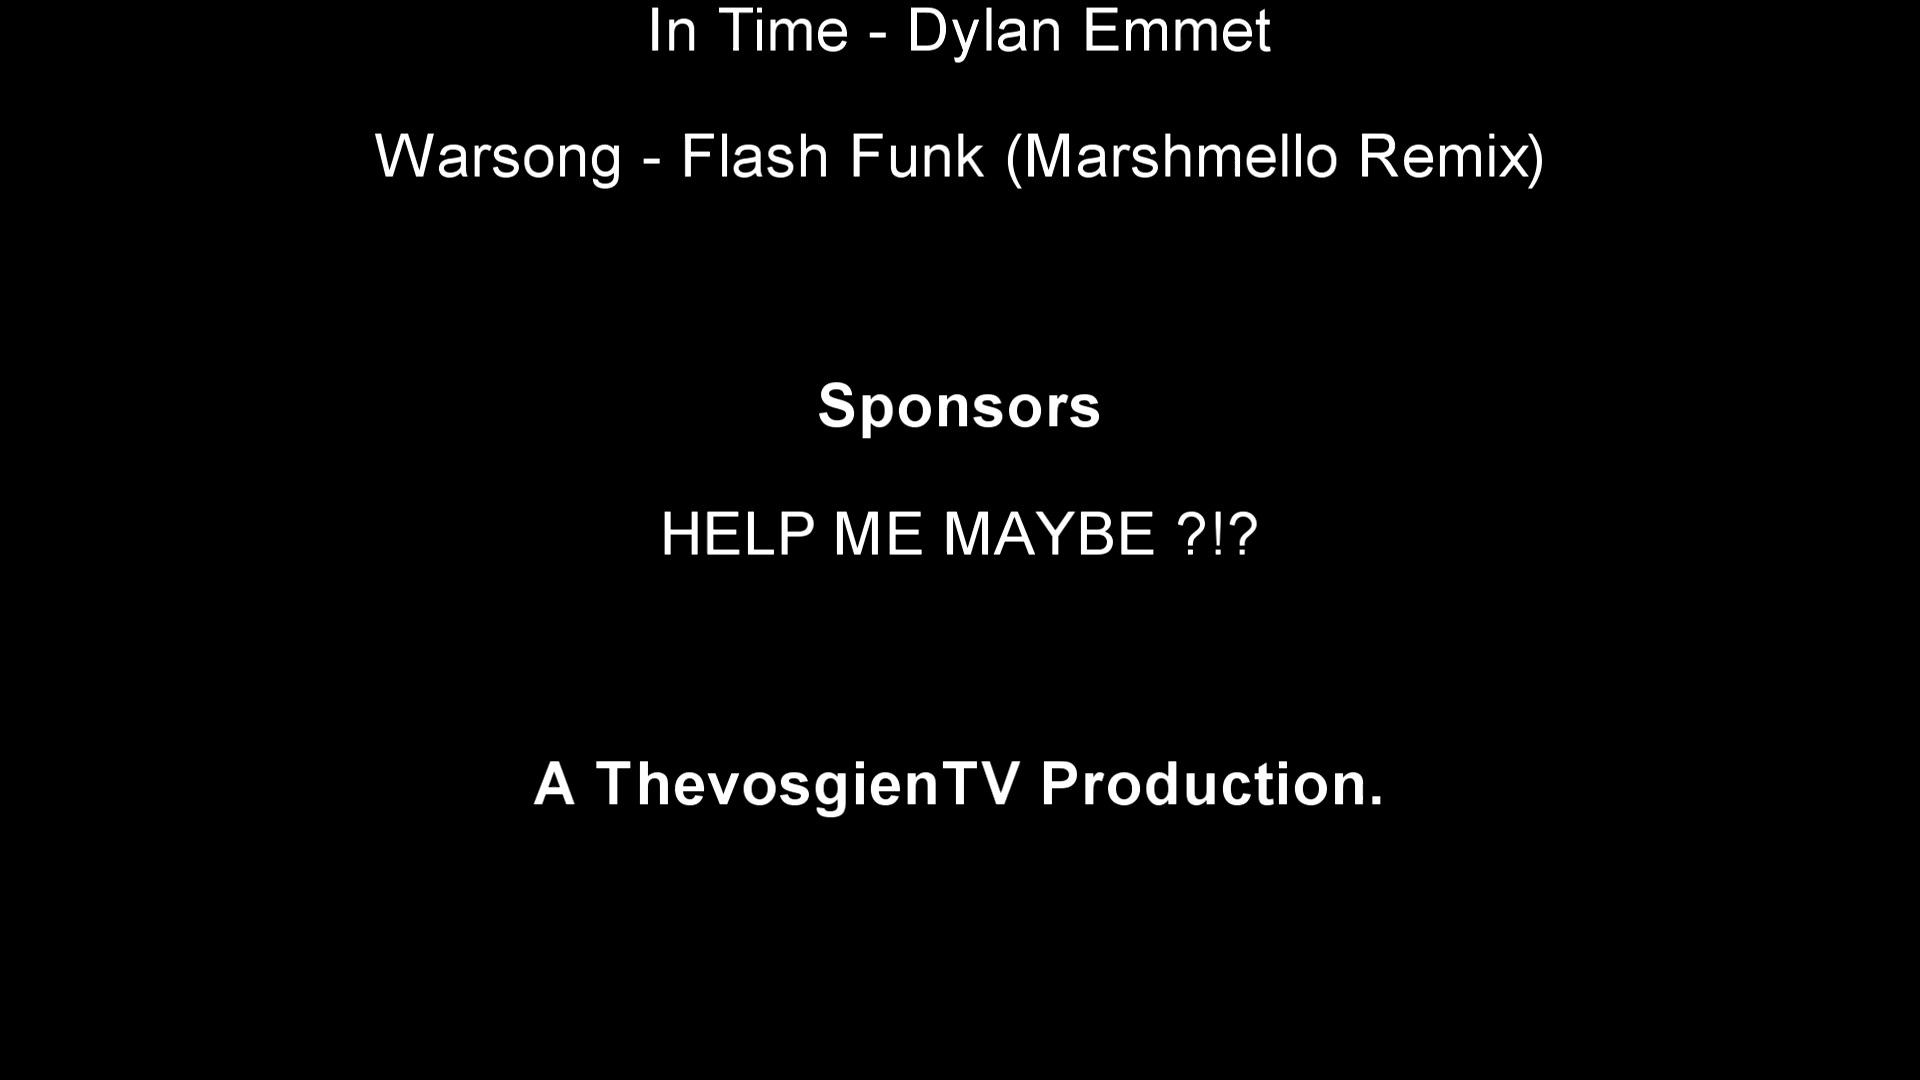 In Time - Dylan Emmet
Warsong - Flash Funk (Marshmello Remix)
Sponsors
HELP ME MAYBE ?!?
A ThevosgienTV Production.